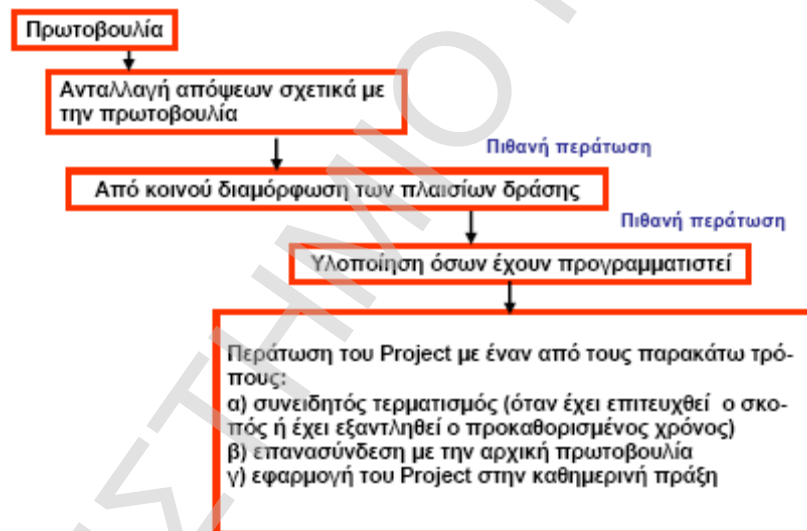 Πρωτοβουλία
Ανταλλαγή απόψεων σχετικά με
την πρωτοβουλία
Πιθανή περάτωση
Από κοινού διαμόρφωση των πλαισίων δράσης
Πιθανή περάτωση
Υλοποίηση όσων έχουν προγραμματιστεί
Περάτωση του Project με έναν από τους παρακάτω τρό-
πους:
α) συνειδητός τερματισμός (όταν έχει επιτευχθεί ο σκο-
πός ή έχει εξαντληθεί ο προκαθορισμένος χρόνος)
β) επανασύνδεση με την αρχική πρωτοβουλία
γ) εφαρμογή του Project στην καθημερινή πράξη